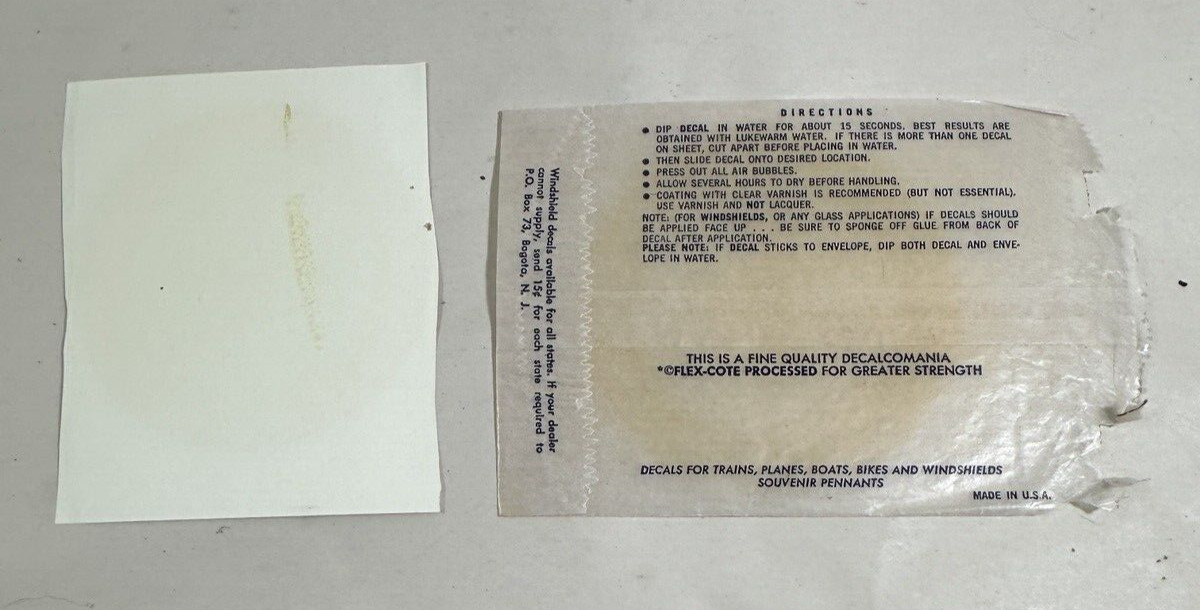 DIRECTIONS
● DIP DECAL IN WATER FOR ABOUT 15 SECONDS. BEST RESULTS ARE
OBTAINED WITH LUKEWARM WATER. IF THERE IS MORE THAN ONE DECAL
ON SHEET, CUT APART BEFORE PLACING IN WATER.
● THEN SLIDE DECAL ONTO DESIRED LOCATION.
● PRESS OUT ALL AIR BUBBLES.
● ALLOW SEVERAL HOURS TO DRY BEFORE HANDLING.
● COATING WITH CLEAR VARNISH IS RECOMMENDED (BUT NOT ESSENTIAL).
USE VARNISH AND NOT LACQUER.
NOTE: (FOR WINDSHIELDS, OR ANY GLASS APPLICATIONS) IF DECALS SHOULD
BE APPLIED FACE UP . . . BE SURE TO SPONGE OFF GLUE FROM BACK OF
DECAL AFTER APPLICATION.
PLEASE NOTE: IF DECAL STICKS TO ENVELOPE, DIP BOTH DECAL AND ENVE-
LOPE IN WATER.
THIS IS A FINE QUALITY DECALCOMANIA
*©FLEX-COTE PROCESSED FOR GREATER STRENGTH
DECALS FOR TRAINS, PLANES, BOATS, BIKES AND WINDSHIELDS
SOUVENIR PENNANTS
MADE IN U.S.A.
Windshield decals available for all states. If your dealer
cannot supply, send 15¢ for each state required to
P.O. Box 73, Bogota, N. J.